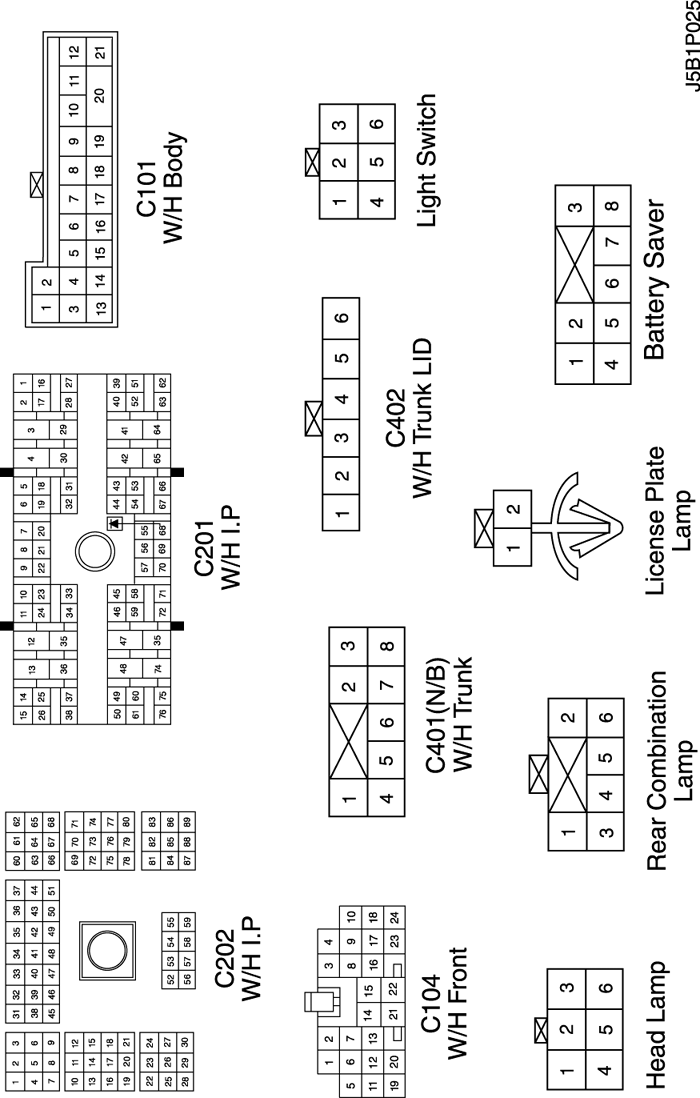 J5B1P025
1 2 3
4 5 6
7 8 9
10 11 12
13 14 15
16 17 18
19 20 21
22 23 24
25 26 27
28 29 30
31 32 33 34 35 36 37
38 39 40 41 42 43 44
45 46 47 48 49 50 51
52 53 54 55
56 57 58 59
60 61 62
63 64 65
66 67 68
69 70 71
72 73 74
75 76 77
78 79 80
81 82 83
84 85 86
87 88 89
C202
W/H I.P
15 14 13 12 11 10 9 8 7 6 5 4 3 2 1
26 25 24 23 22 21 20 19 18 17 16
38 37 36 35 34 33 32 31 30 29 28 27
50 49 48 47 46 45 44 43 42 41 40 39
61 60 59 58 57 56 55 54 53 52 51
76 75 74 35 72 71 70 69 68 67 66 65 64 63 62
C201
W/H I.P
1 2
3 4 5 6 7 8 9 10 11 12
13 14 15 16 17 18 19 20 21
C101
W/H Body
1 2 3 4
5 6 7 8 9 10
11 12 13 14 15 16 17 18
19 20 21 22 23 24
C104
W/H Front
1 2 3
4 5 6 7 8
C401(N/B)
W/H Trunk
1 2 3 4 5 6
C402
W/H Trunk LID
1 2 3
4 5 6
Light Switch
1 2 3
4 5 6
Head Lamp
1 2
3 4 5 6
Rear Combination
Lamp
1 2
License Plate
Lamp
1 2 3
4 5 6 7 8
Battery Saver